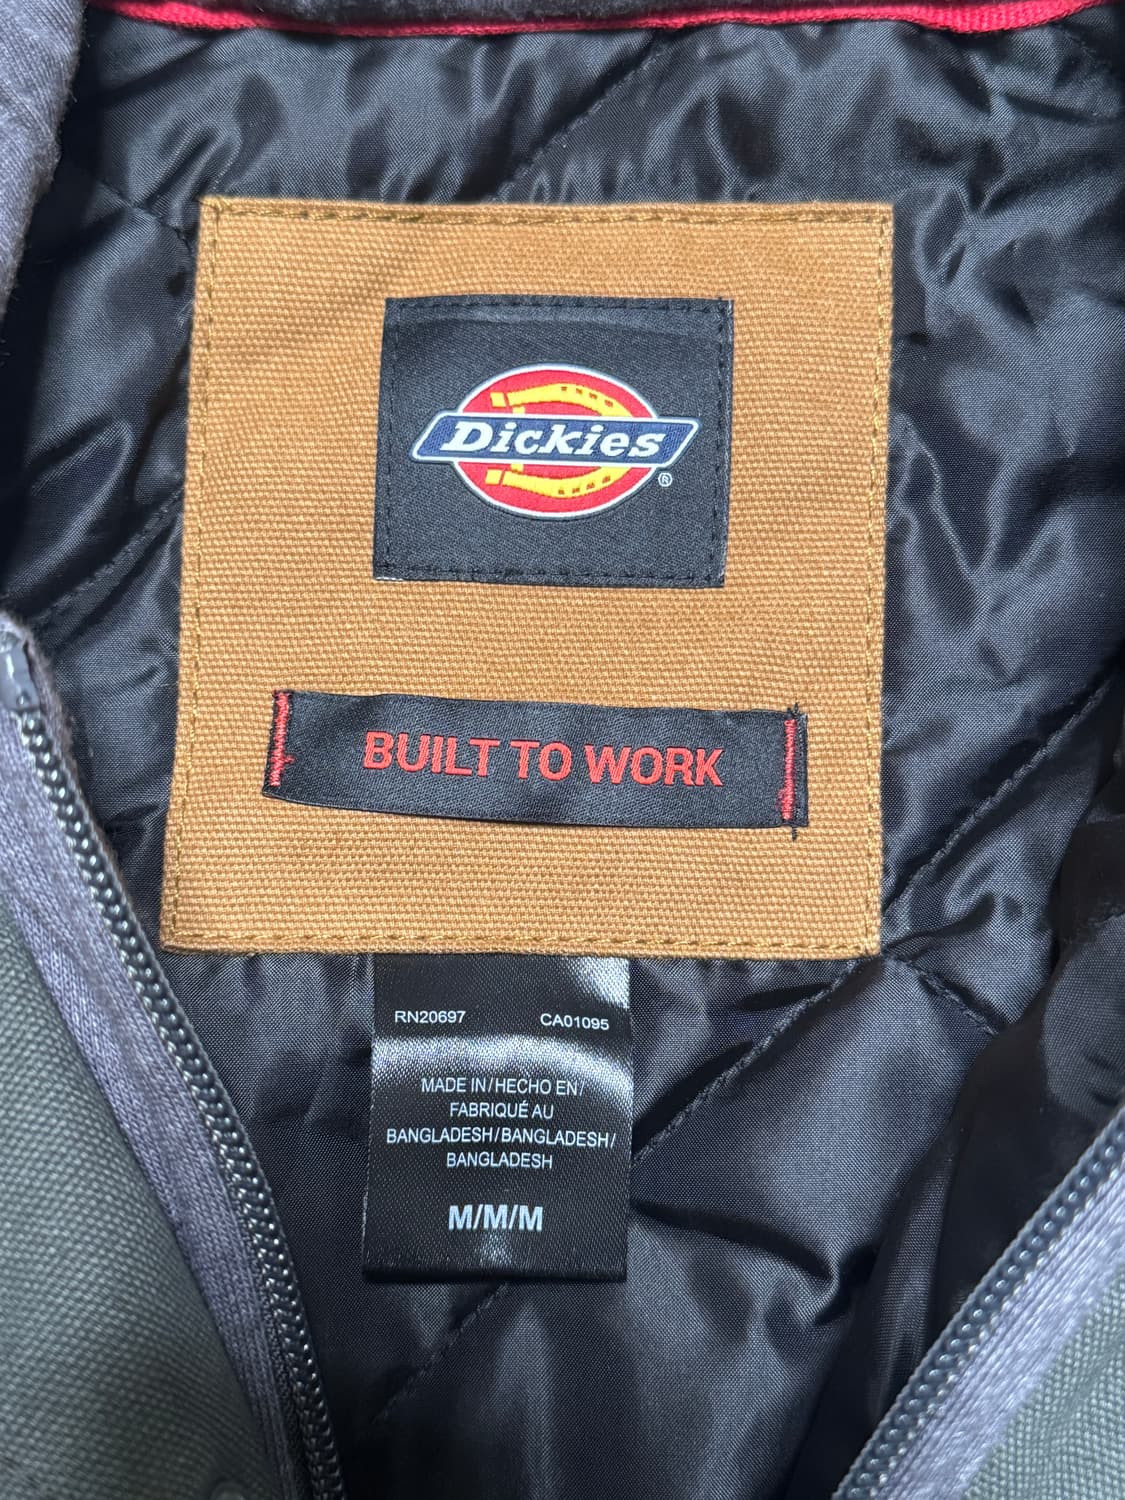 Dickies®
BUILT TO WORK
RN20697 CA01095
MADE IN/HECHO EN/
FABRIQUÉ AU
BANGLADESH/BANGLADESH/
BANGLADESH
M/M/M